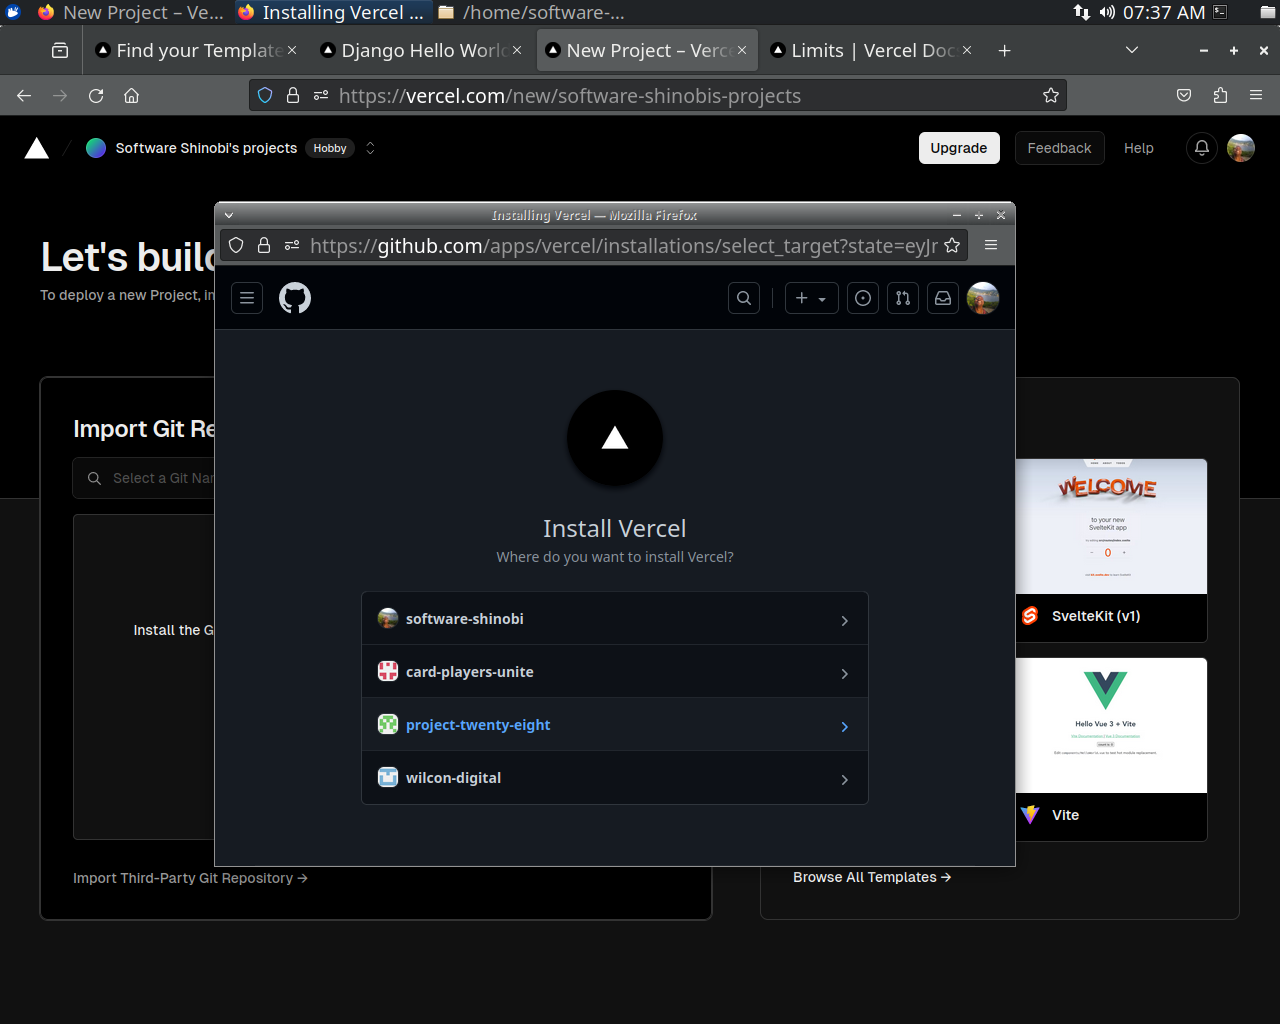 New Project – Ve...
Installing Vercel ...
/home/software-...
07:37 AM
Find your Template
Django Hello World
New Project – Verc
Limits | Vercel Doc
https://vercel.com/new/software-shinobis-projects
Software Shinobi's projects
Hobby
Upgrade
Feedback
Help
Let's build
To deploy a new Project, im
Installing Vercel — Mozilla Firefox
https://github.com/apps/vercel/installations/select_target?state=eyJr
Import Git Re
Select a Git Nam
Install the G
Import Third-Party Git Repository →
Install Vercel
Where do you want to install Vercel?
software-shinobi
card-players-unite
project-twenty-eight
wilcon-digital
WELCOME
to your new
SvelteKit app
0
SvelteKit (v1)
Hello Vue 3 + Vite
Vite
Browse All Templates →